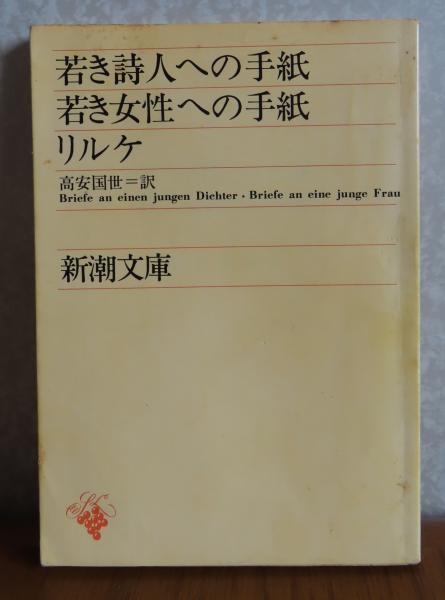 若き詩人への手紙
若き女性への手紙
リルケ
高安国世=訳
Briefe an einen jungen Dichter・Briefe an eine junge Frau
新潮文庫